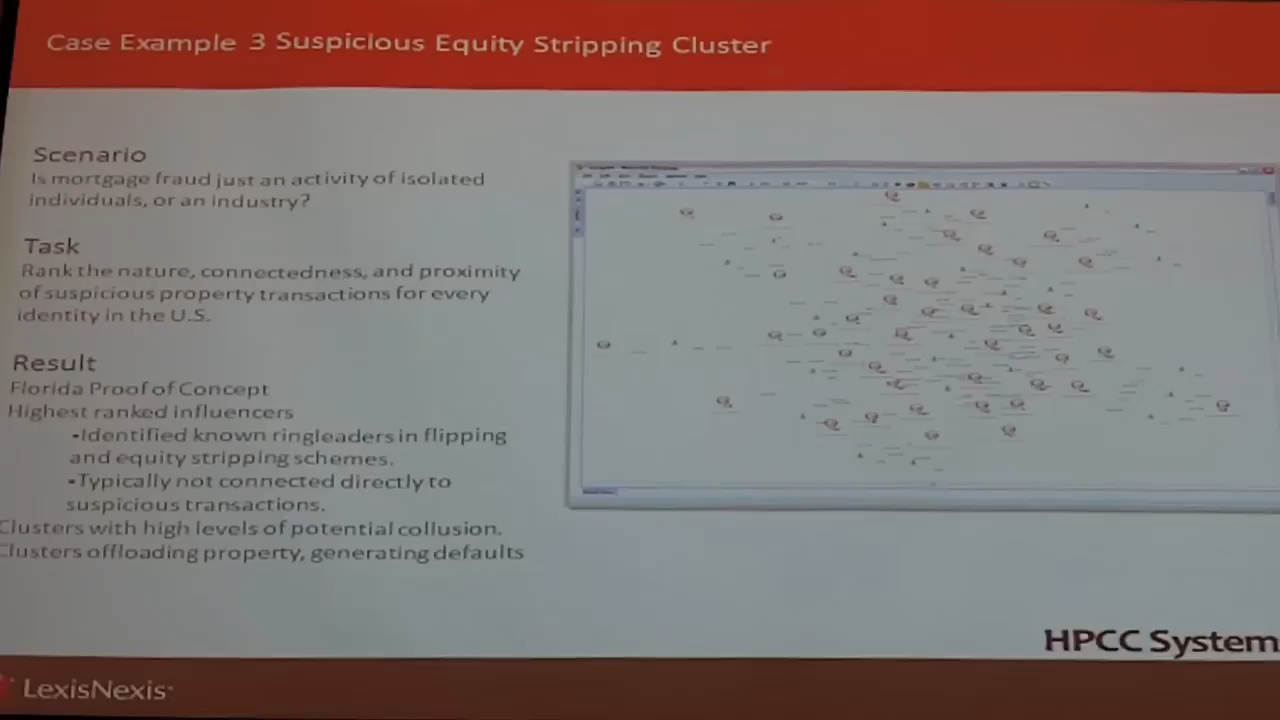 Case Example 3 Suspicious Equity Stripping Cluster
Scenario
Is mortgage fraud just an activity of isolated
individuals, or an industry?
Task
Rank the nature, connectedness, and proximity
of suspicious property transactions for every
identity in the U.S.
Result
Florida Proof of Concept
Highest ranked influencers
•Identified known ringleaders in flipping
and equity stripping schemes.
•Typically not connected directly to
suspicious transactions.
Clusters with high levels of potential collusion.
Clusters offloading property, generating defaults
HPCC System
LexisNexis